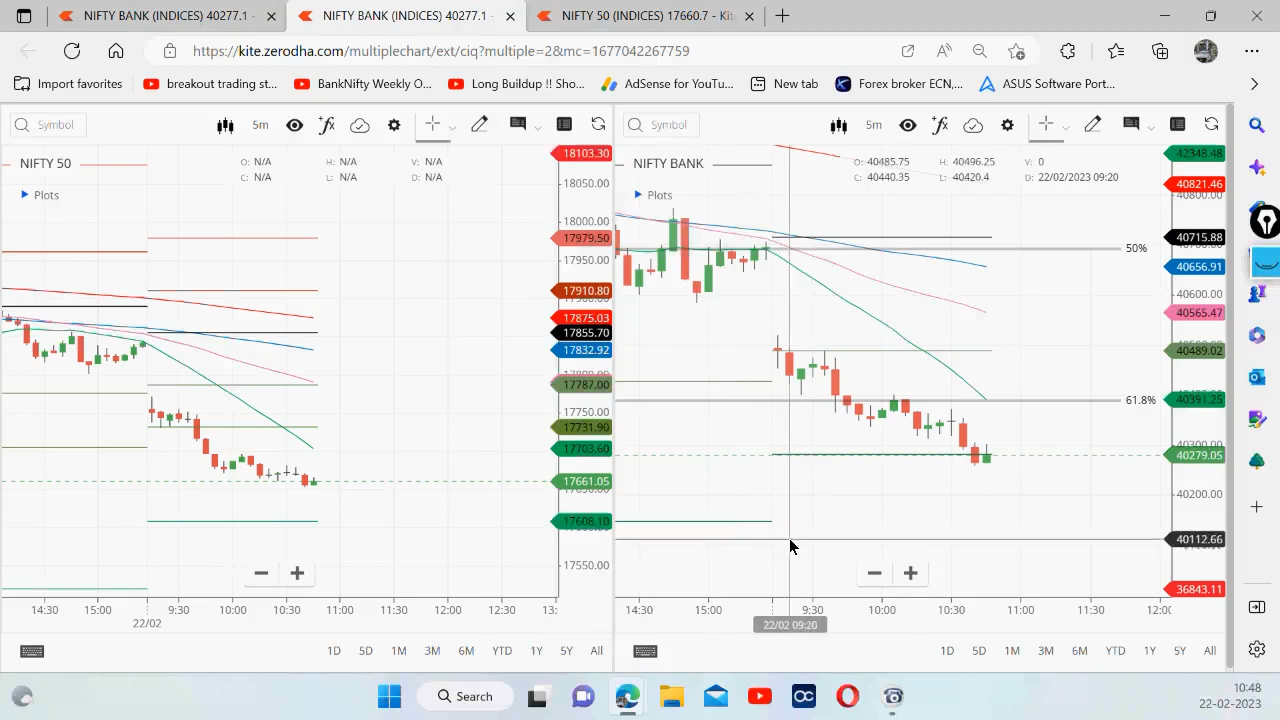 NIFTY BANK (INDICES) 40277.1 -
NIFTY BANK (INDICES) 40277.1 -
NIFTY 50 (INDICES) 17660.7 - Kite
https://kite.zerodha.com/multiplechart/ext/ciq?multiple=2&mc=1677042267759
Import favorites
breakout trading st...
BankNifty Weekly O...
Long Buildup !! Sho...
AdSense for YouTu...
New tab
Forex broker ECN,...
ASUS Software Port...
Symbol
5m
Symbol
5m
NIFTY 50
O: N/A H: N/A V: N/A
C: N/A L: N/A D: N/A
Plots
18103.30
18050.00
18000.00
17979.50
17950.00
17910.80
17875.03
17855.70
17832.92
17787.00
17750.00
17731.90
17703.60
17661.05
17608.10
17550.00
NIFTY BANK
O: 40485.75 H: 40496.25 V: 0
C: 40440.35 L: 40420.4 D: 22/02/2023 09:20
Plots
50%
61.8%
42348.48
40821.46
40800.00
40715.88
40656.91
40600.00
40565.47
40489.02
40391.25
40300.00
40279.05
40200.00
40112.66
36843.11
14:30 15:00 9:30 10:00 10:30 11:00 11:30 12:00 12:30 13:
22/02
14:30 15:00 9:30 10:00 10:30 11:00 11:30 12:00
22/02 09:20
1D 5D 1M 3M 6M YTD 1Y 5Y All
1D 5D 1M 3M 6M YTD 1Y 5Y All
Search
OC
10:48
22-02-2023